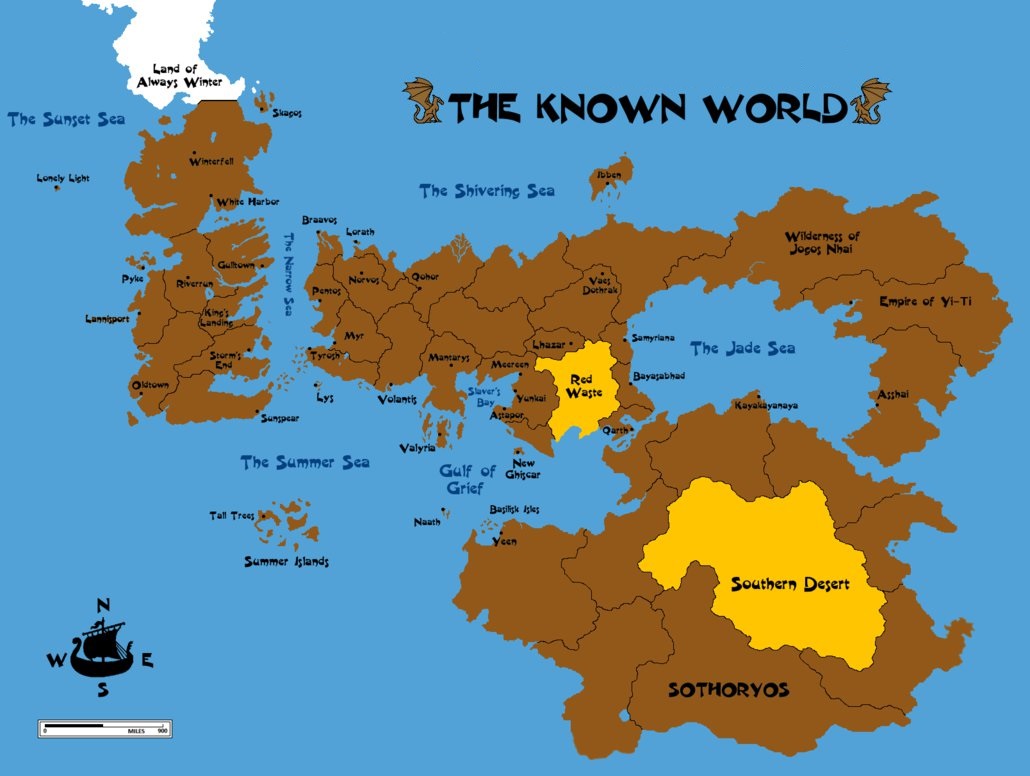 Land of
Always Winter
THE KNOWN WORLD
The Sunset Sea
Skagos
Winterfell
Lonely Light
Ibben
The Shivering Sea
White Harbor
Braavos
Lorath
The Narrow Sea
Wilderness of
Jogos Nhai
Gulltown
Pyke
Riverrun
Norvos
Qohor
Vaes
Dothrak
Pentos
Empire of Yi-Ti
Lannisport
King's
Landing
Myr
Lhazar
Samyriana
The Jade Sea
Storm's
End
Tyrosh
Mantarys
Meereen
Red
Waste
Bayasabhad
Oldtown
Lys
Volantis
Slaver's
Bay
Yunkai
Astapor
Asshai
Kayakayanaya
Sunspear
Qarth
Valyria
The Summer Sea
Gulf of
Grief
New
Ghiscar
Tall Trees
Naath
Basilisk Isles
Yeen
Summer Islands
Southern Desert
N
W
E
S
SOTHORYOS
0
MILES
900